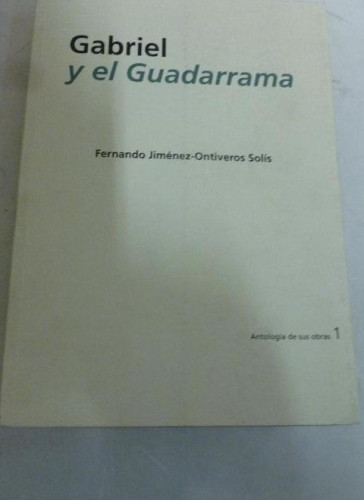 Gabriel
y el Guadarrama
Fernando Jiménez-Ontiveros Solís
Antología de sus obras 1